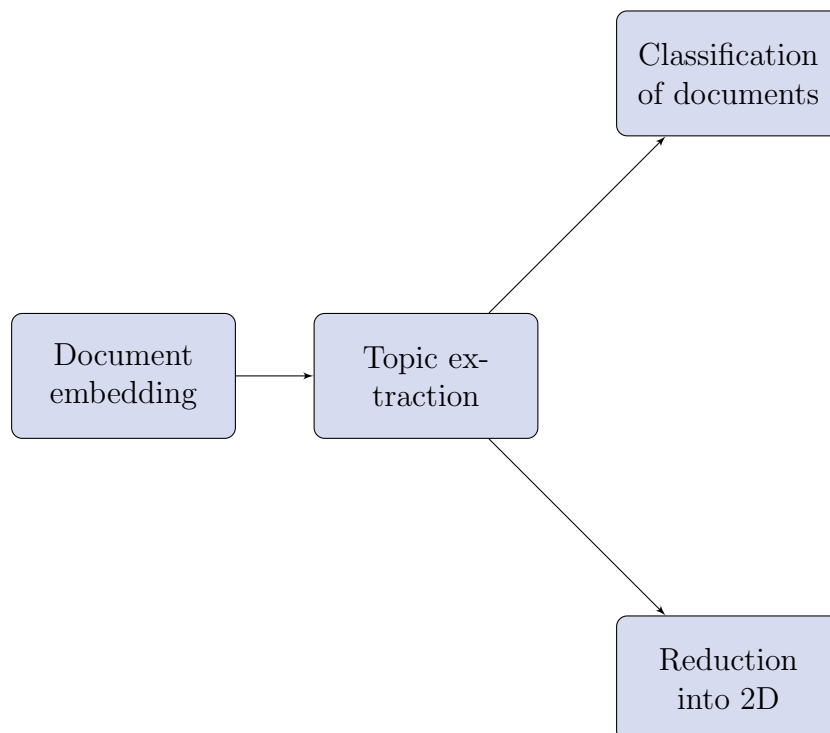 Classification
of documents
Document
embedding
Topic ex-
traction
Reduction
into 2D